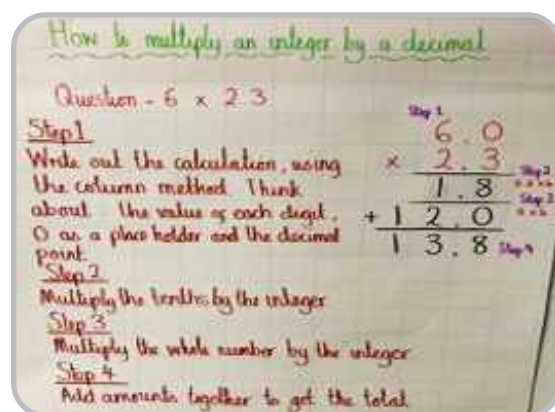 How to multiply an integer by a decimal
Question - 6 x 2.3
Step 1
Write out the calculation, using
the column method. Think
about the value of each digit,
0 as a place holder and the decimal
point.
Step 2
Multiply the tenths by the integer
Step 3
Multiply the whole number by the integer
Step 4
Add amounts together to get the total
Step 1
6.0
x 2.3
1.8 Step 2
+ 12.0 Step 3
13.8 Step 4